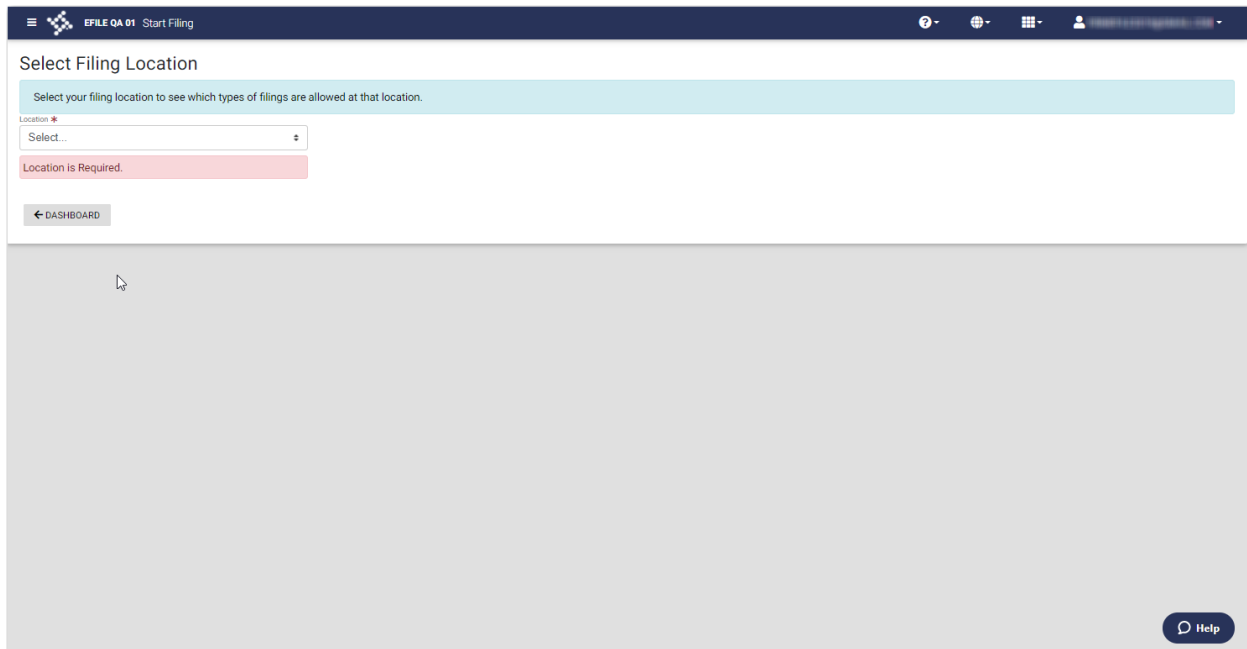 EFILE QA 01 Start Filing
Select Filing Location
Select your filing location to see which types of filings are allowed at that location.
Location *
Select...
Location is Required.
DASHBOARD
Help